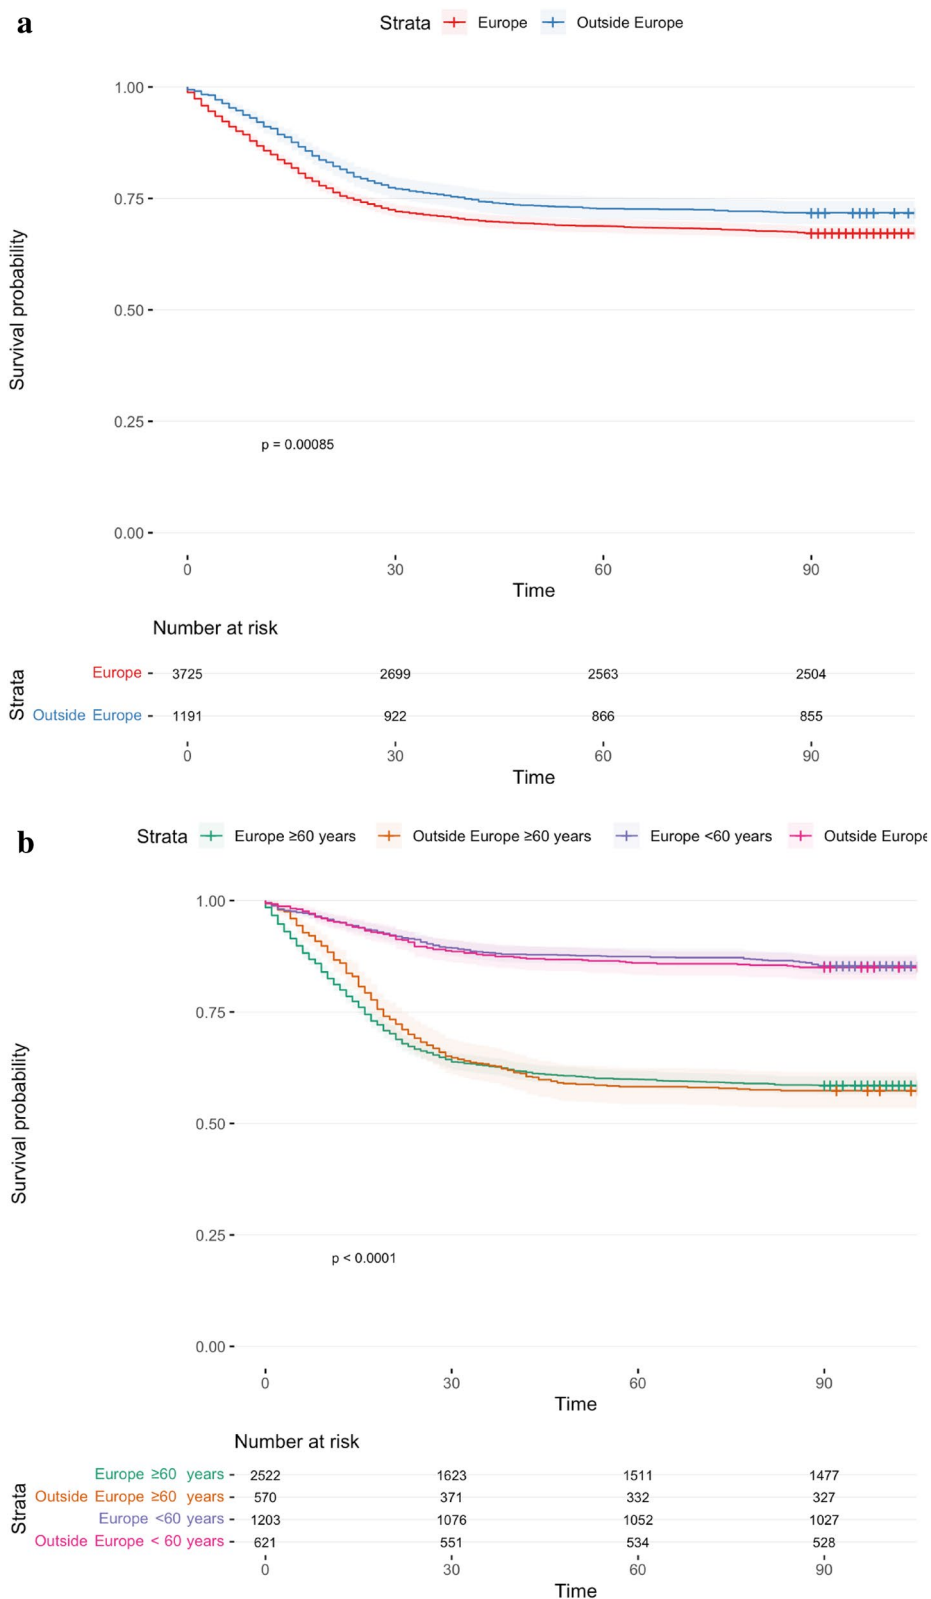 a
Strata Europe Outside Europe
1.00
0.75
0.50
0.25
0.00
Survival probability
p = 0.00085
0 30 60 90
Time
Number at risk
Strata
Europe 3725 2699 2563 2504
Outside Europe 1191 922 866 855
0 30 60 90
Time
b
Strata Europe ≥60 years Outside Europe ≥60 years Europe <60 years Outside Europe
1.00
0.75
0.50
0.25
0.00
Survival probability
p < 0.0001
0 30 60 90
Time
Number at risk
Strata
Europe ≥60 years 2522 1623 1511 1477
Outside Europe ≥60 years 570 371 332 327
Europe <60 years 1203 1076 1052 1027
Outside Europe < 60 years 621 551 534 528
0 30 60 90
Time